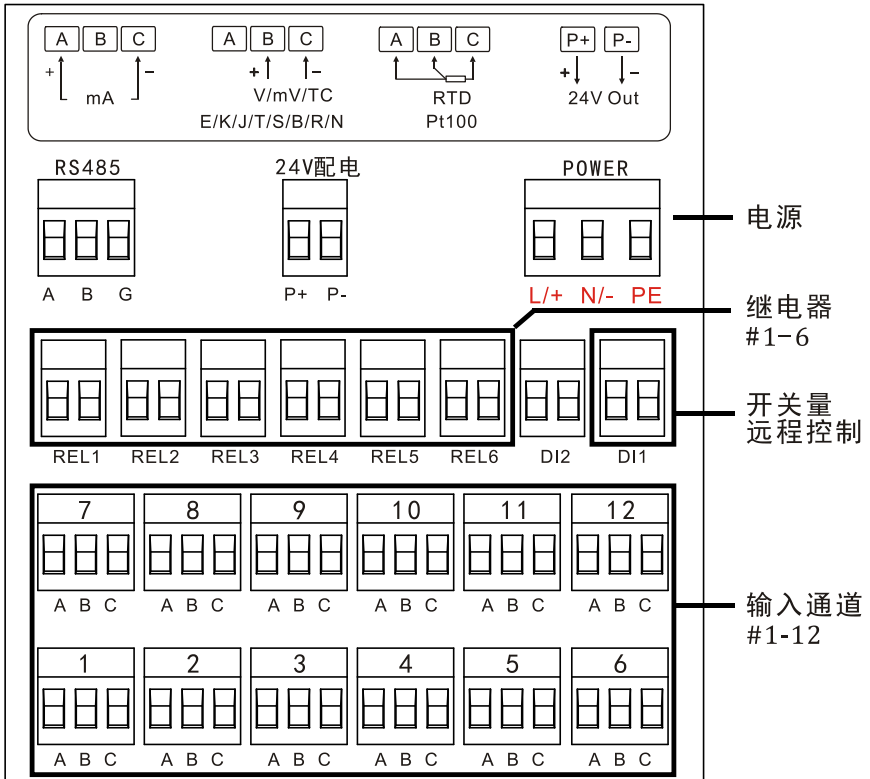 A B C A B C A B C P+ P-
+ - + - + -
mA V/mV/TC RTD 24V Out
E/K/J/T/S/B/R/N Pt100
RS485 24V配电 POWER
电源
A B G P+ P- L/+ N/- PE
继电器
#1-6
开关量
远程控制
REL1 REL2 REL3 REL4 REL5 REL6 DI2 DI1
7 8 9 10 11 12
A B C A B C A B C A B C A B C A B C
输入通道
#1-12
1 2 3 4 5 6
A B C A B C A B C A B C A B C A B C